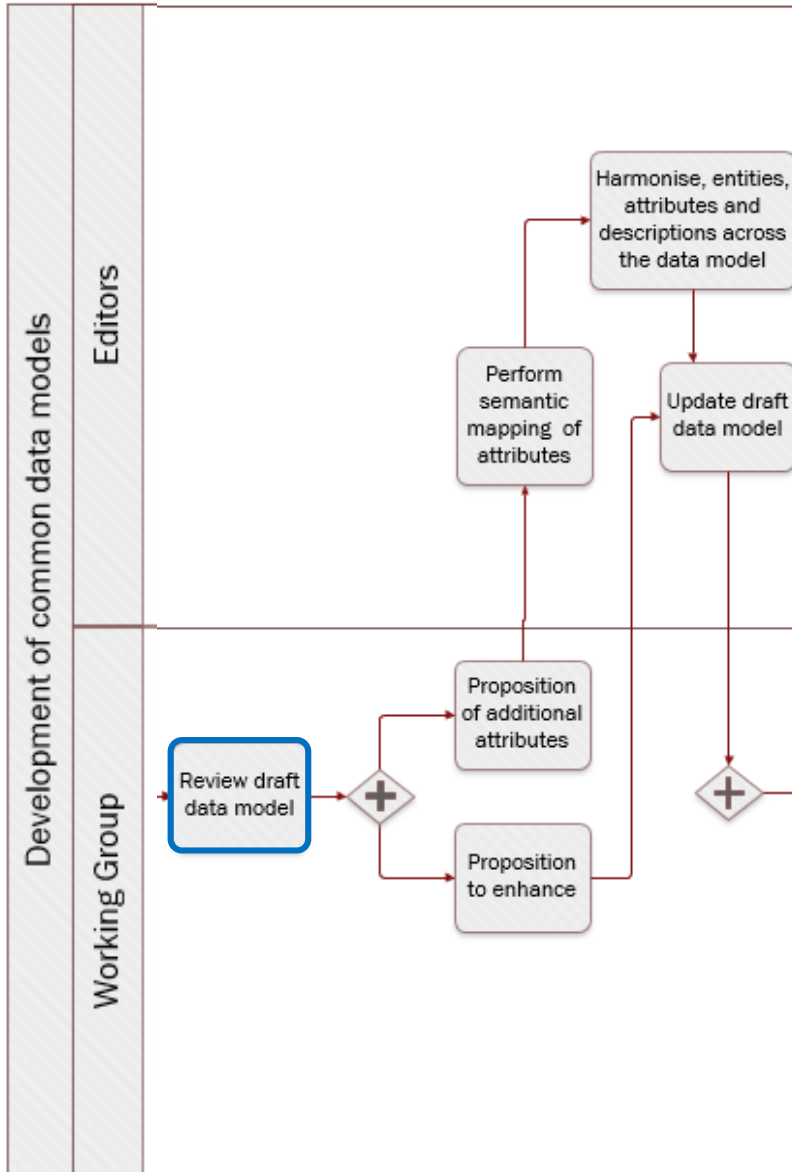 Development of common data models
Editors
Harmonise, entities,
attributes and
descriptions across
the data model
Perform
semantic
mapping of
attributes
Update draft
data model
Working Group
Proposition
of additional
attributes
Review draft
data model
Proposition
to enhance